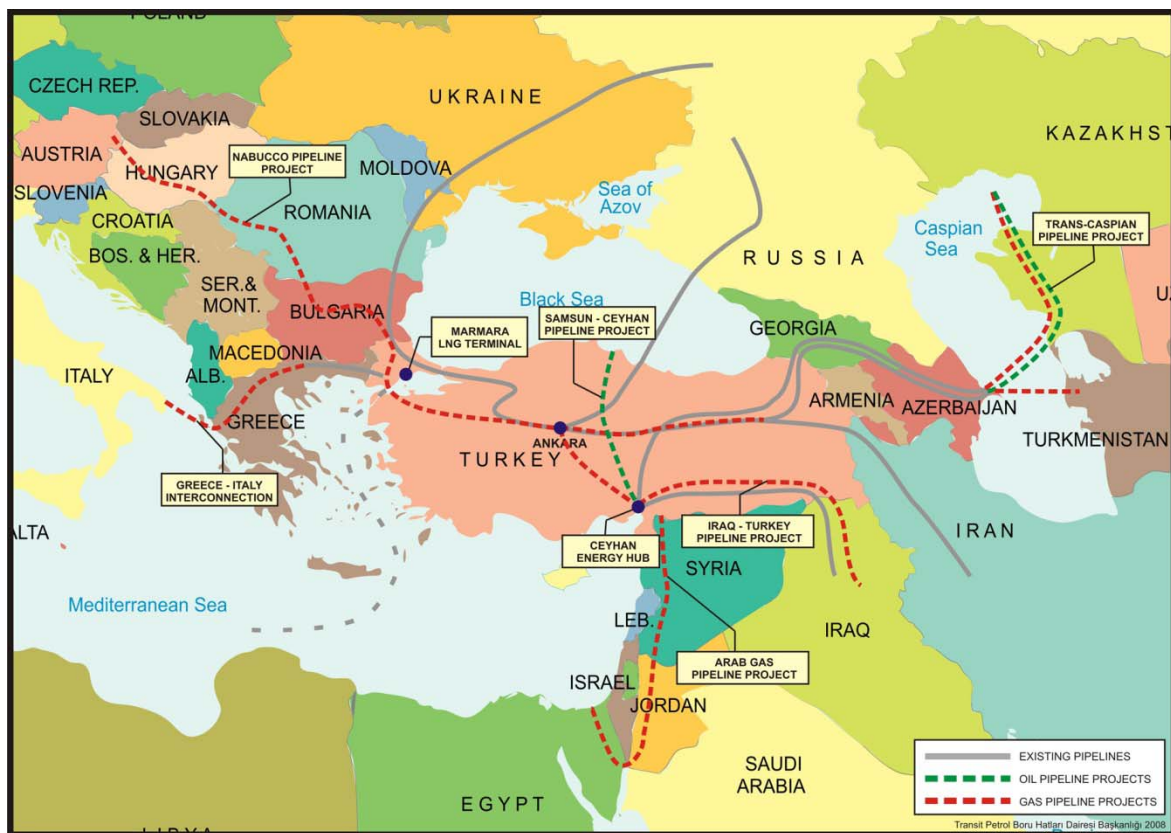 POLAND
CZECH REP.
UKRAINE
SLOVAKIA
KAZAKHST
AUSTRIA
NABUCCO PIPELINE
PROJECT
MOLDOVA
HUNGARY
SLOVENIA
Sea of
Azov
ROMANIA
CROATIA
Caspian
Sea
TRANS-CASPIAN
PIPELINE PROJECT
BOS. & HER.
RUSSIA
SER.&
MONT.
UZ
Black Sea
SAMSUN - CEYHAN
PIPELINE PROJECT
BULGARIA
GEORGIA
MARMARA
LNG TERMINAL
MACEDONIA
ITALY
ALB.
ARMENIA
AZERBAIJAN
GREECE
ANKARA
TURKEY
TURKMENISTAN
GREECE - ITALY
INTERCONNECTION
IRAQ - TURKEY
PIPELINE PROJECT
IRAN
ALTA
CEYHAN
ENERGY HUB
SYRIA
Mediterranean Sea
LEB.
IRAQ
ARAB GAS
PIPELINE PROJECT
ISRAEL
JORDAN
EXISTING PIPELINES
SAUDI
ARABIA
OIL PIPELINE PROJECTS
EGYPT
GAS PIPELINE PROJECTS
Transit Petrol Boru Hatları Dairesi Başkanlığı 2008
LIBYA